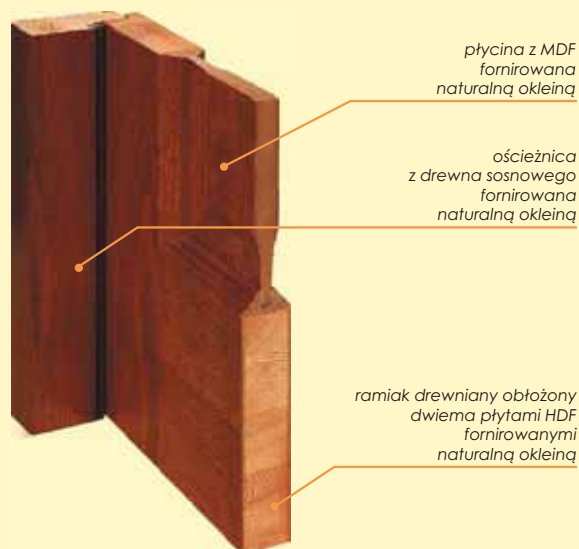 płycina z MDF
fornirowana
naturalną okleiną
ościeżnica
z drewna sosnowego
fornirowana
naturalną okleiną
ramiak drewniany obłożony
dwiema płytami HDF
fornirowanymi
naturalną okleiną